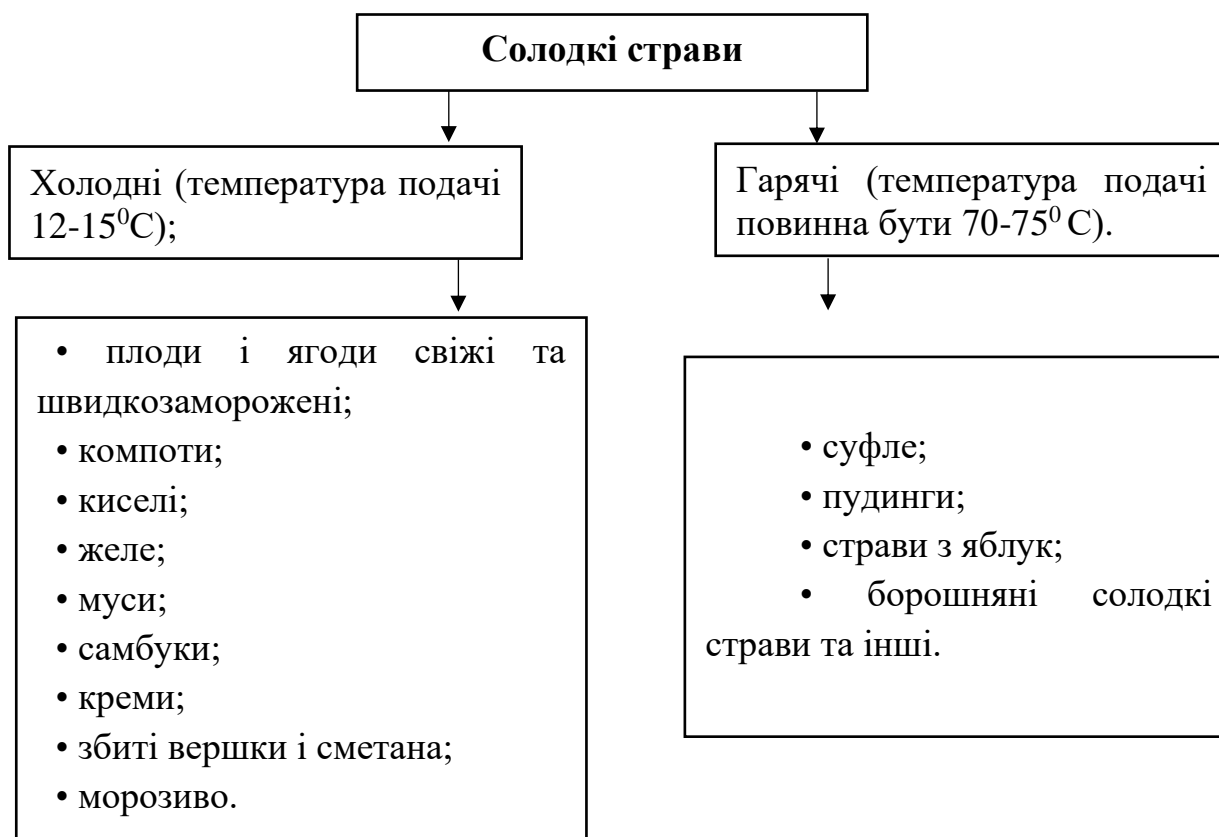 Солодкі страви
Холодні (температура подачі
12-15⁰С);
Гарячі (температура подачі
повинна бути 70-75⁰ С).
• плоди і ягоди свіжі та
швидкозаморожені;
• компоти;
• киселі;
• желе;
• муси;
• самбуки;
• креми;
• збиті вершки і сметана;
• морозиво.
• суфле;
• пудинги;
• страви з яблук;
• борошняні солодкі
страви та інші.